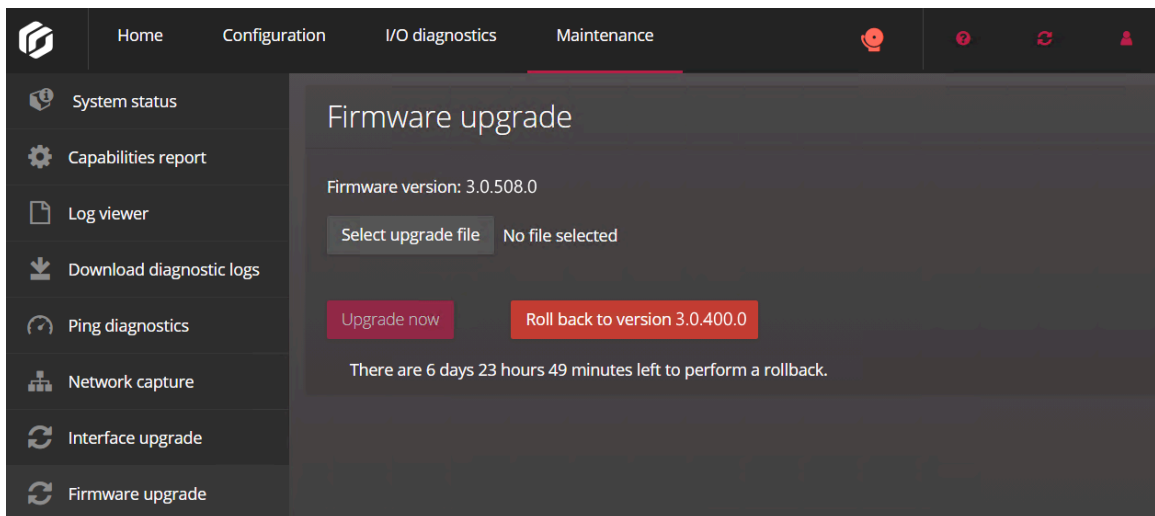 Home Configuration I/O diagnostics Maintenance
System status
Capabilities report
Log viewer
Download diagnostic logs
Ping diagnostics
Network capture
Interface upgrade
Firmware upgrade
Firmware upgrade
Firmware version: 3.0.508.0
Select upgrade file No file selected
Upgrade now Roll back to version 3.0.400.0
There are 6 days 23 hours 49 minutes left to perform a rollback.